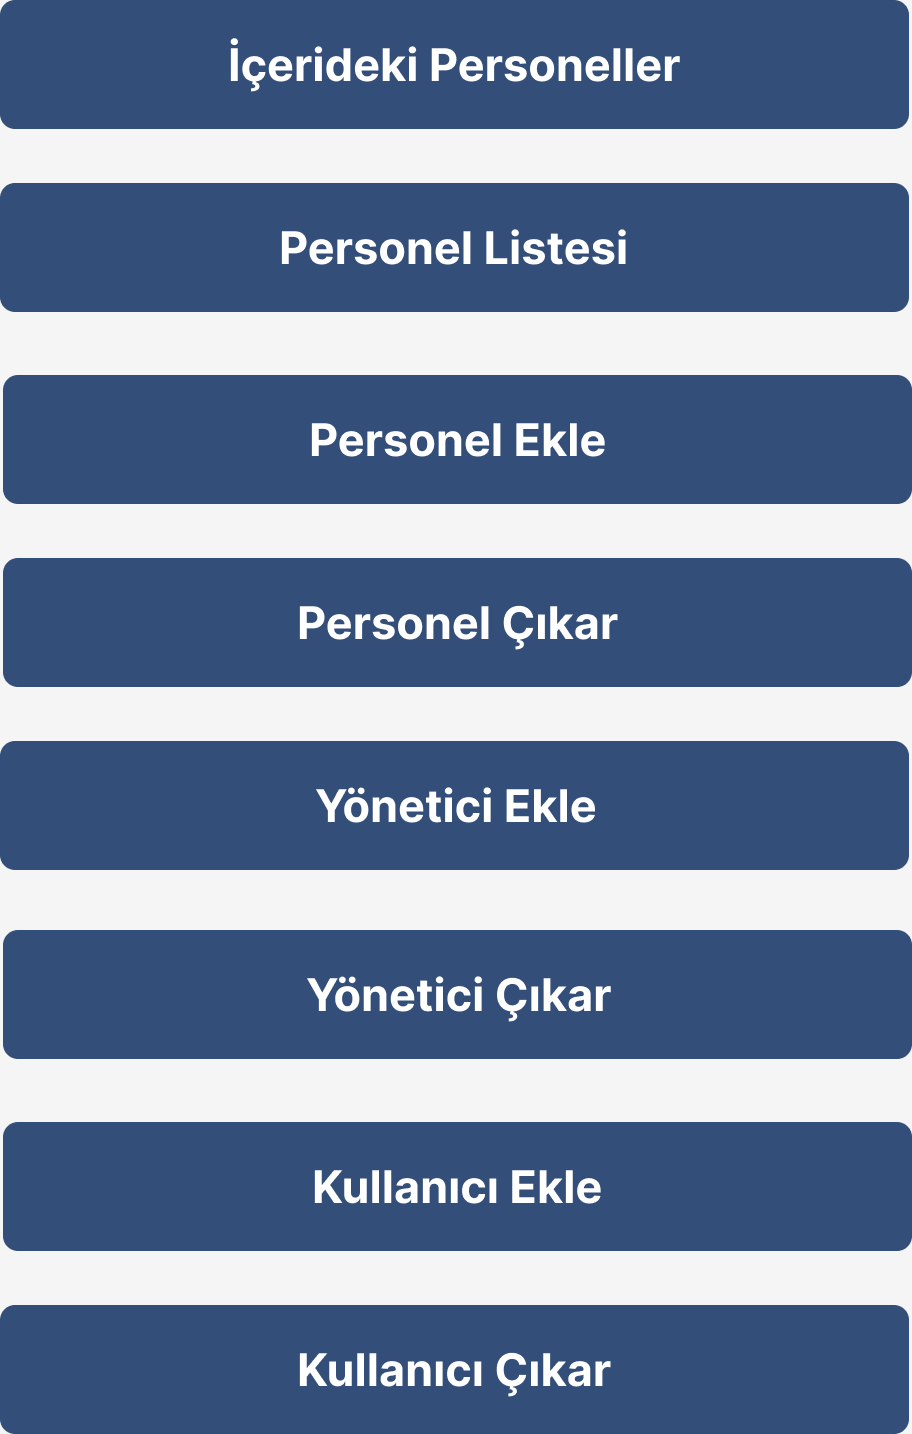 İçerideki Personeller
Personel Listesi
Personel Ekle
Personel Çıkar
Yönetici Ekle
Yönetici Çıkar
Kullanıcı Ekle
Kullanıcı Çıkar